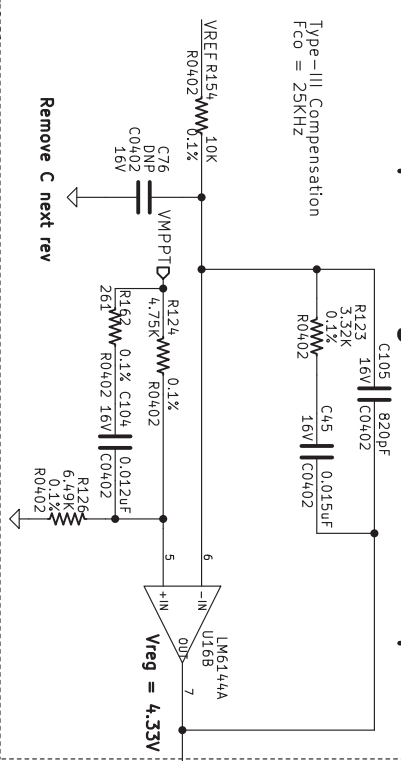 Type-III Compensation
Fco = 25KHz
C105
820pF
16V
C0402
R123
3.32K
0.1%
R0402
C45
0.015uF
16V
C0402
VREF
R154
10K
R0402
0.1%
C76
DNP
C0402
16V
VMPPTD
R124
4.75K
0.1%
R0402
R162
261
0.1%
R0402
C104
0.012uF
16V
C0402
R126
6.49K
0.1%
R0402
6
5
-IN
+IN
OUT
7
LM6144A
U16B
Vreg = 4.33V
Remove C next rev